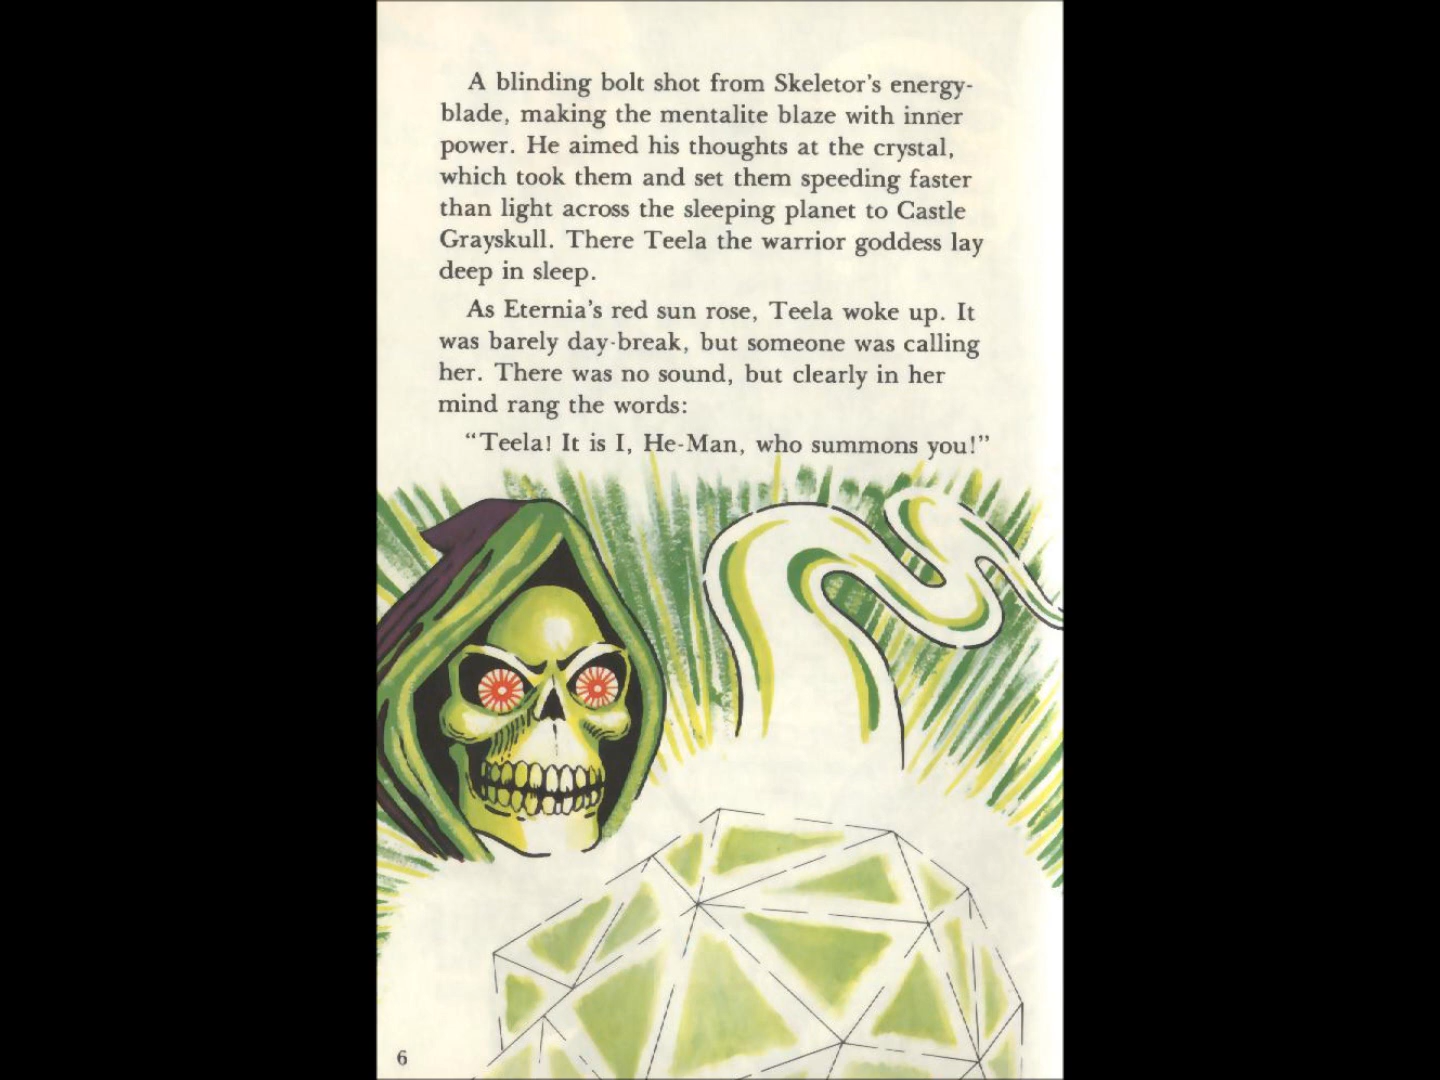 A blinding bolt shot from Skeletor's energy-
blade, making the mentalite blaze with inner
power. He aimed his thoughts at the crystal,
which took them and set them speeding faster
than light across the sleeping planet to Castle
Grayskull. There Teela the warrior goddess lay
deep in sleep.
As Eternia's red sun rose, Teela woke up. It
was barely day-break, but someone was calling
her. There was no sound, but clearly in her
mind rang the words:
“Teela! It is I, He-Man, who summons you!”
6